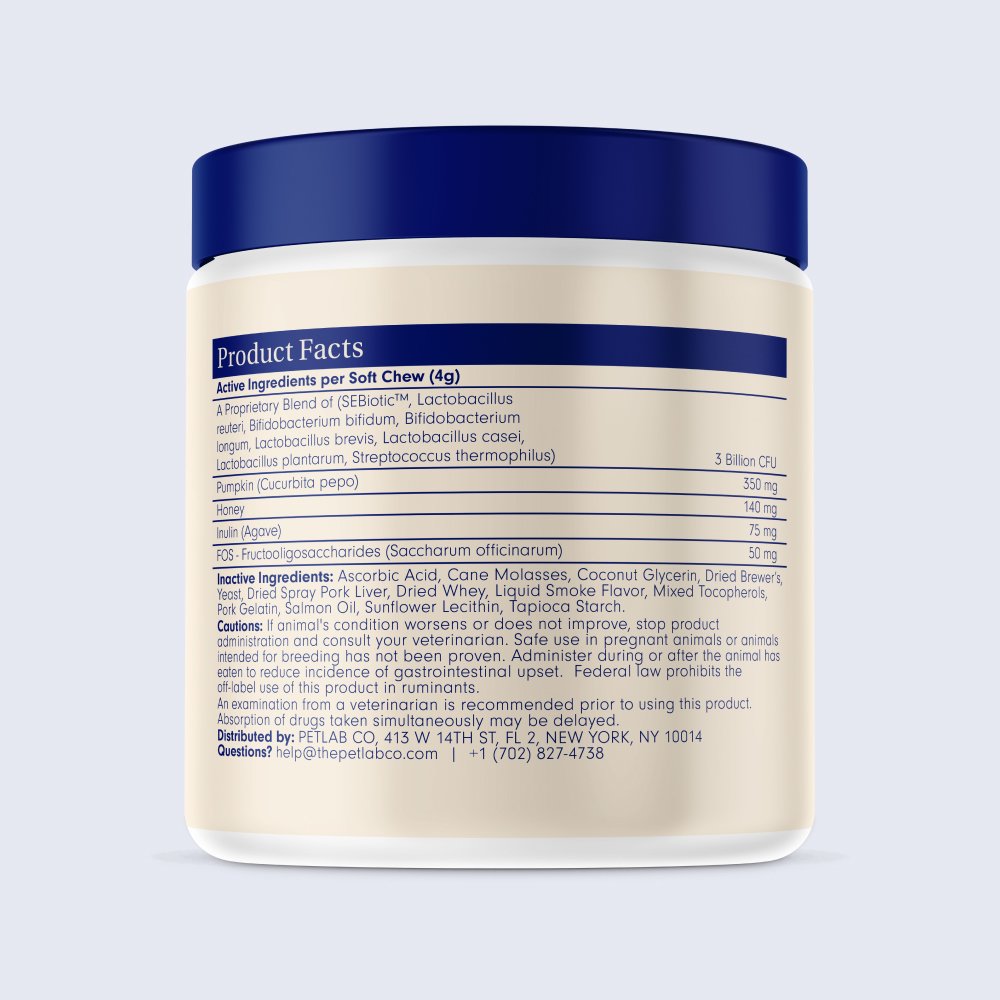 Product Facts
Active Ingredients per Soft Chew (4g)
A Proprietary Blend of (SEBiotic™, Lactobacillus
reuteri, Bifidobacterium bifidum, Bifidobacterium
longum, Lactobacillus brevis, Lactobacillus casei,
Lactobacillus plantarum, Streptococcus thermophilus) 3 Billion CFU
Pumpkin (Cucurbita pepo) 350 mg
Honey 140 mg
Inulin (Agave) 75 mg
FOS - Fructooligosaccharides (Saccharum officinarum) 50 mg
Inactive Ingredients: Ascorbic Acid, Cane Molasses, Coconut Glycerin, Dried Brewer's,
Yeast, Dried Spray Pork Liver, Dried Whey, Liquid Smoke Flavor, Mixed Tocopherols,
Pork Gelatin, Salmon Oil, Sunflower Lecithin, Tapioca Starch.
Cautions: If animal's condition worsens or does not improve, stop product
administration and consult your veterinarian. Safe use in pregnant animals or animals
intended for breeding has not been proven. Administer during or after the animal has
eaten to reduce incidence of gastrointestinal upset. Federal law prohibits the
off-label use of this product in ruminants.
An examination from a veterinarian is recommended prior to using this product.
Absorption of drugs taken simultaneously may be delayed.
Distributed by: PETLAB CO, 413 W 14TH ST, FL 2, NEW YORK, NY 10014
Questions? help@thepetlabco.com | +1 (702) 827-4738